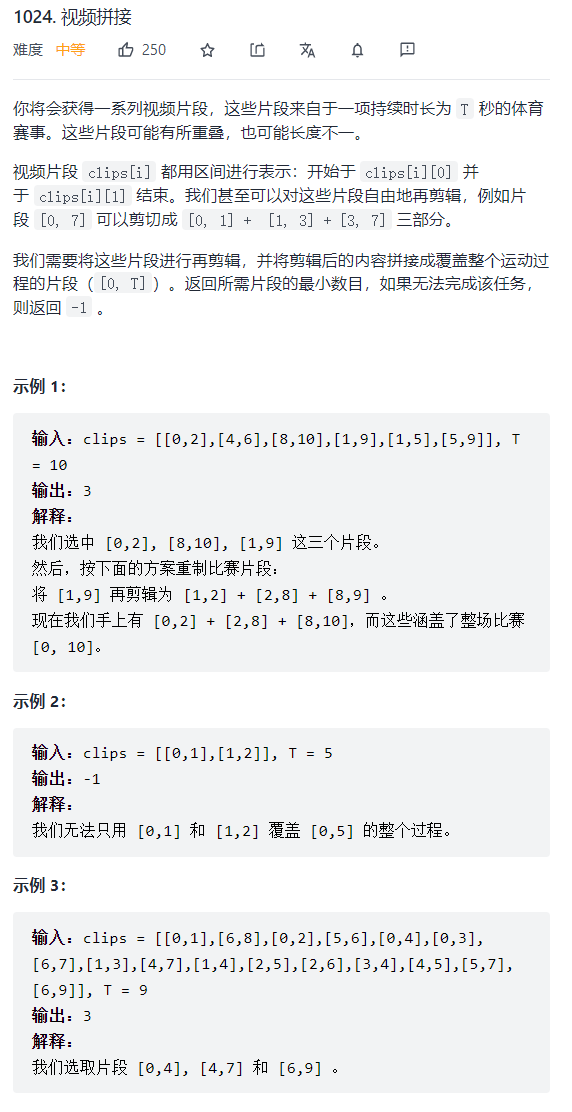 1024. 视频拼接
难度 中等 250
你将会获得一系列视频片段，这些片段来自于一项持续时长为 T 秒的体育
赛事。这些片段可能有所重叠，也可能长度不一。
视频片段 clips[i] 都用区间进行表示：开始于 clips[i][0] 并
于 clips[i][1] 结束。我们甚至可以对这些片段自由地再剪辑，例如片
段 [0, 7] 可以剪切成 [0, 1] + [1, 3] + [3, 7] 三部分。
我们需要将这些片段进行再剪辑，并将剪辑后的内容拼接成覆盖整个运动过
程的片段（[0, T]）。返回所需片段的最小数目，如果无法完成该任务，
则返回 -1 。
示例 1：
输入：clips = [[0,2],[4,6],[8,10],[1,9],[1,5],[5,9]], T
= 10
输出：3
解释：
我们选中 [0,2], [8,10], [1,9] 这三个片段。
然后，按下面的方案重制比赛片段：
将 [1,9] 再剪辑为 [1,2] + [2,8] + [8,9] 。
现在我们手上有 [0,2] + [2,8] + [8,10]，而这些涵盖了整场比赛
[0, 10]。
示例 2：
输入：clips = [[0,1],[1,2]], T = 5
输出：-1
解释：
我们无法只用 [0,1] 和 [1,2] 覆盖 [0,5] 的整个过程。
示例 3：
输入：clips = [[0,1],[6,8],[0,2],[5,6],[0,4],[0,3],
[6,7],[1,3],[4,7],[1,4],[2,5],[2,6],[3,4],[4,5],[5,7],
[6,9]], T = 9
输出：3
解释：
我们选取片段 [0,4], [4,7] 和 [6,9] 。